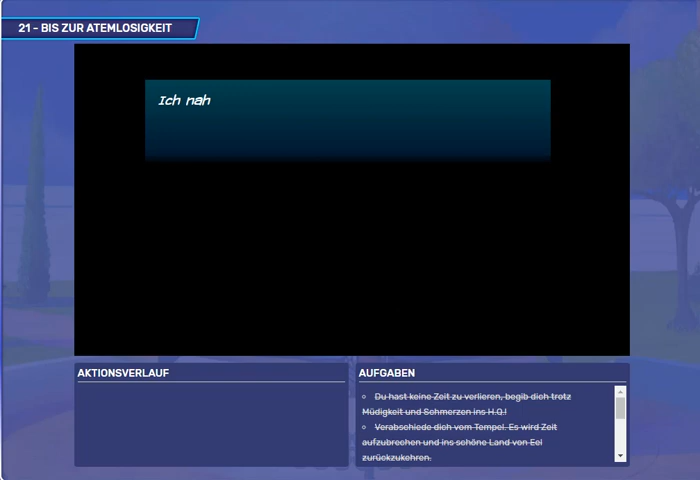 21 - BIS ZUR ATEMLOSIGKEIT
Ich nah
AKTIONSVERLAUF
AUFGABEN
Du hast keine Zeit zu verlieren, begib dich trotz
Müdigkeit und Schmerzen ins H.Q.!
Verabschiede dich vom Tempel. Es wird Zeit
aufzubrechen und ins schöne Land von Eel
zurückzukehren.